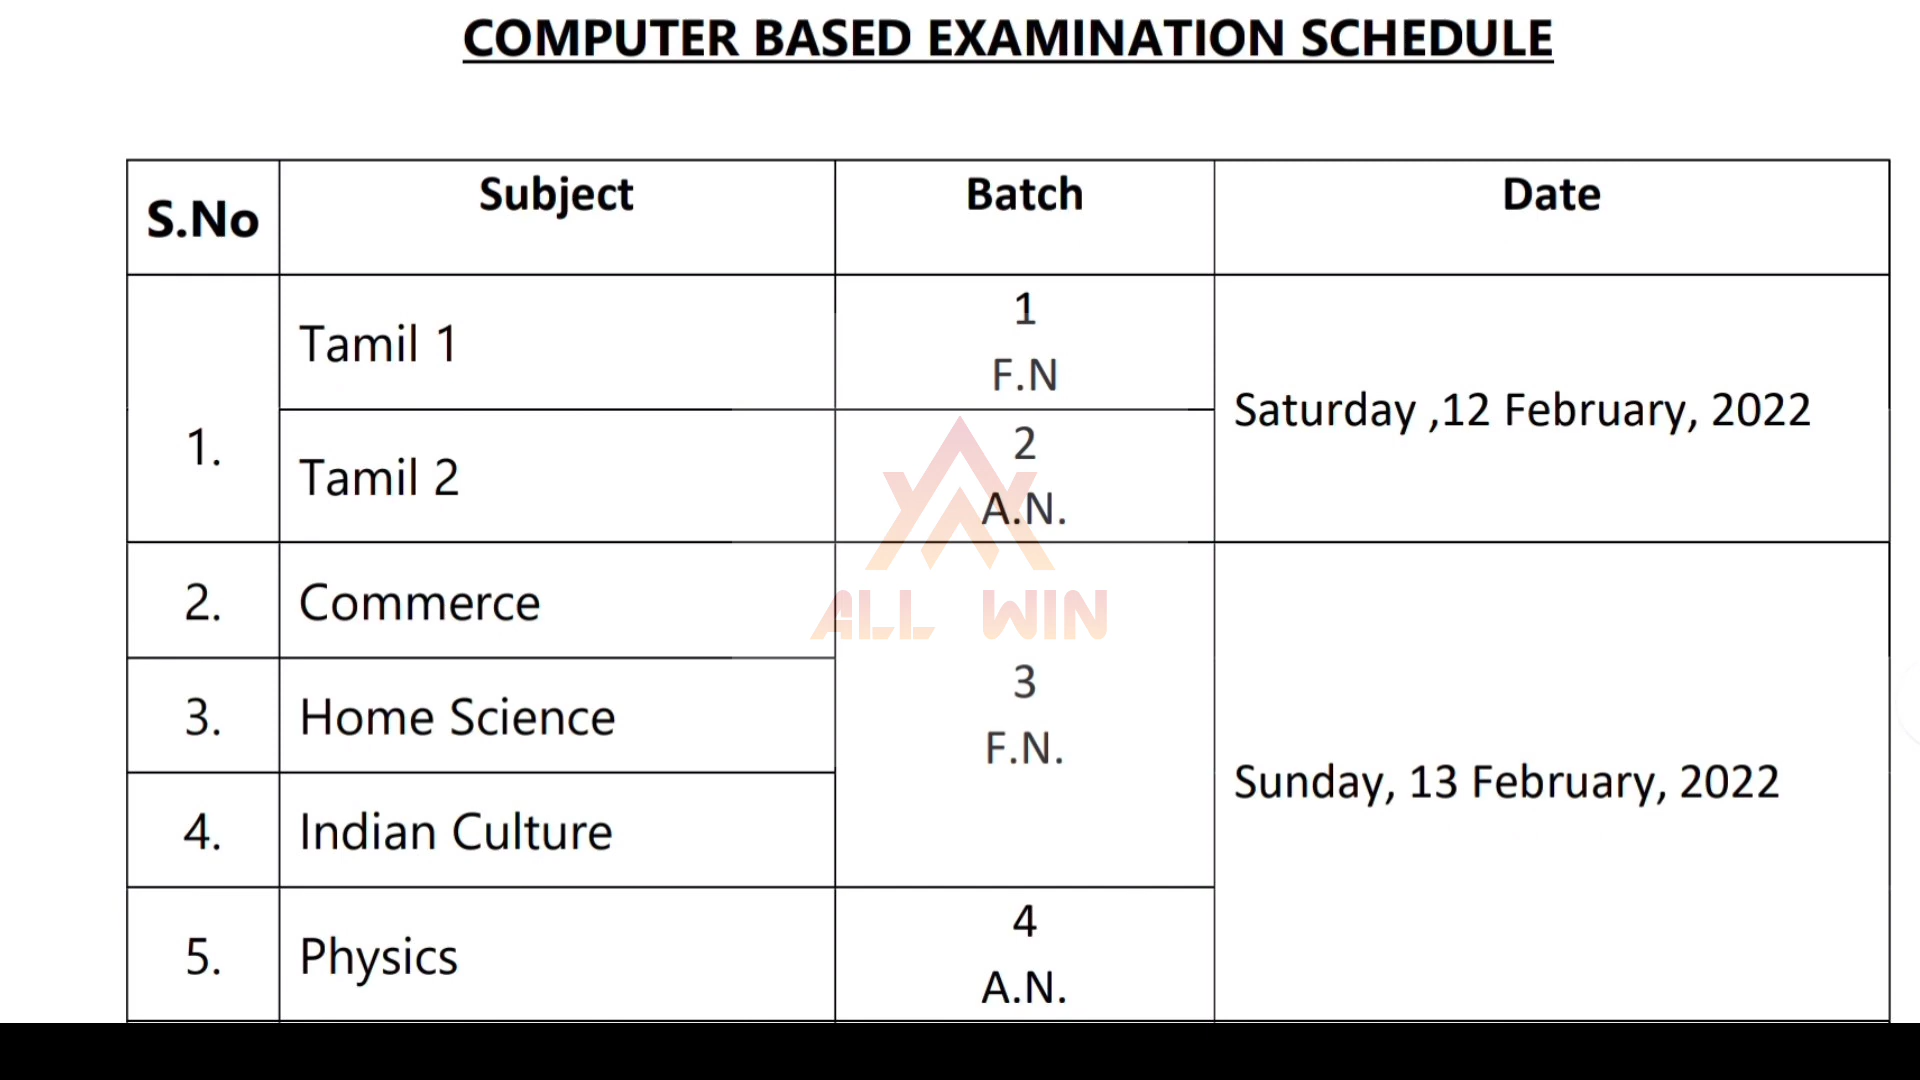 COMPUTER BASED EXAMINATION SCHEDULE
S.No Subject Batch Date
1.
Tamil 1
1
F.N
Saturday ,12 February, 2022
Tamil 2
2
A.N.
ALL WIN
2. Commerce
3. Home Science
4. Indian Culture
3
F.N.
Sunday, 13 February, 2022
5. Physics
4
A.N.